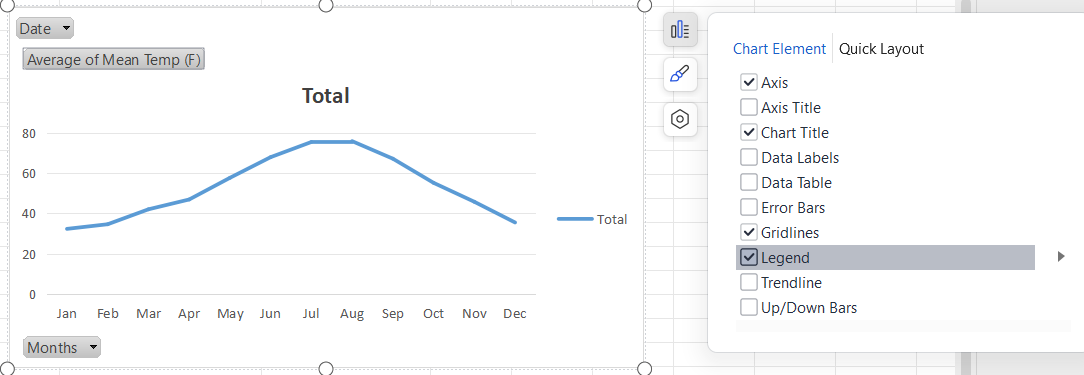 Date
Average of Mean Temp (F)
Total
80
60
40
20
0
Jan Feb Mar Apr May Jun Jul Aug Sep Oct Nov Dec
Total
Months
Chart Element Quick Layout
Axis
Axis Title
Chart Title
Data Labels
Data Table
Error Bars
Gridlines
Legend
Trendline
Up/Down Bars